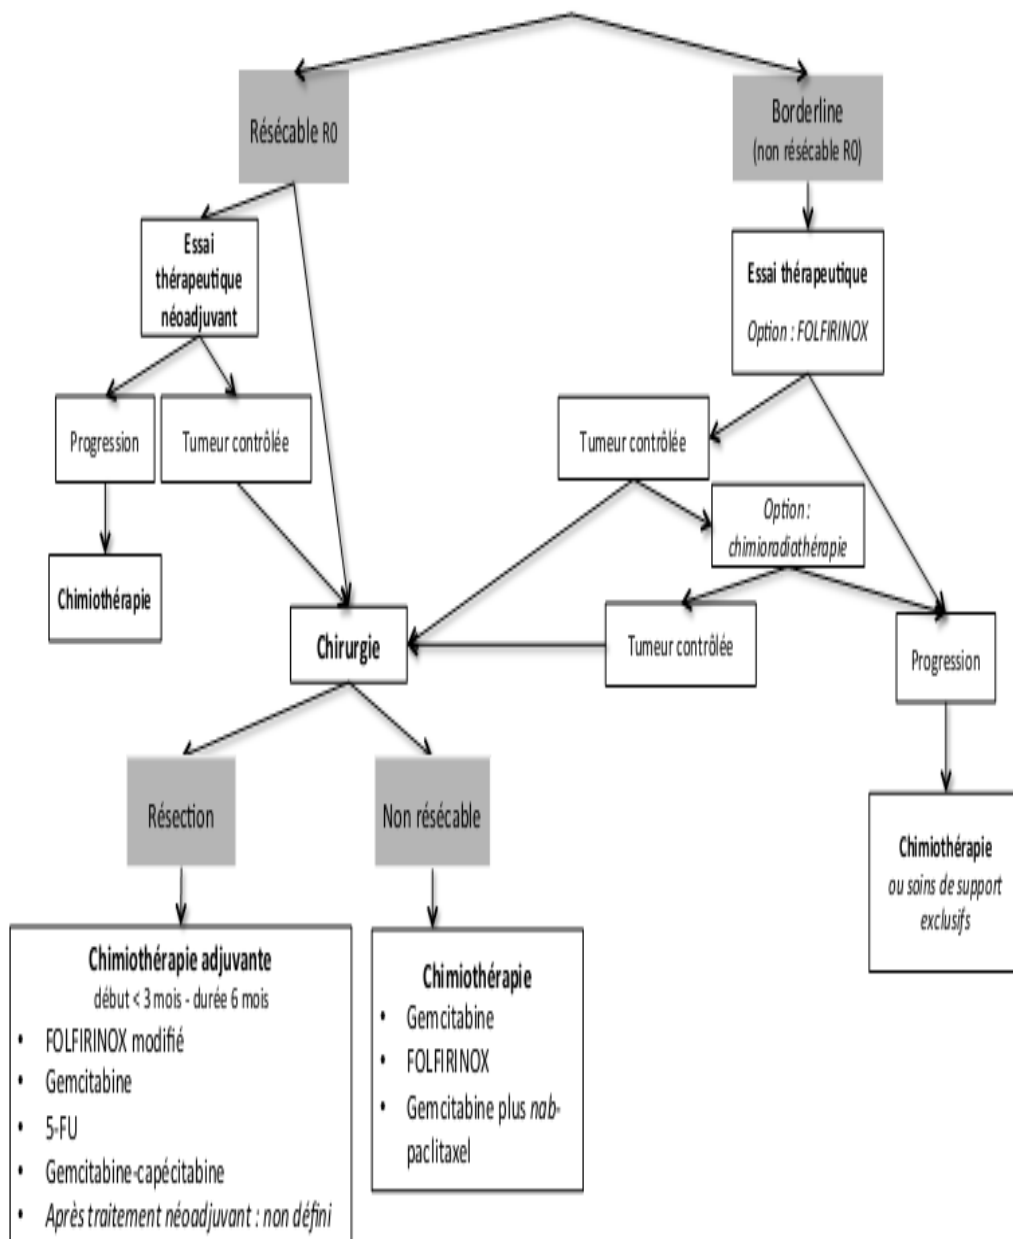 Résécable R0
Borderline
(non résécable R0)
Essai
thérapeutique
néoadjuvant
Essai thérapeutique
Option : FOLFIRINOX
Progression
Tumeur contrôlée
Tumeur contrôlée
Option :
chimioradiothérapie
Chimiothérapie
Chirurgie
Tumeur contrôlée
Progression
Résection
Non résécable
Chimiothérapie
ou soins de support
exclusifs
Chimiothérapie adjuvante
début < 3 mois - durée 6 mois
• FOLFIRINOX modifié
• Gemcitabine
• 5-FU
• Gemcitabine-capécitabine
• Après traitement néoadjuvant : non défini
Chimiothérapie
• Gemcitabine
• FOLFIRINOX
• Gemcitabine plus nab-
paclitaxel